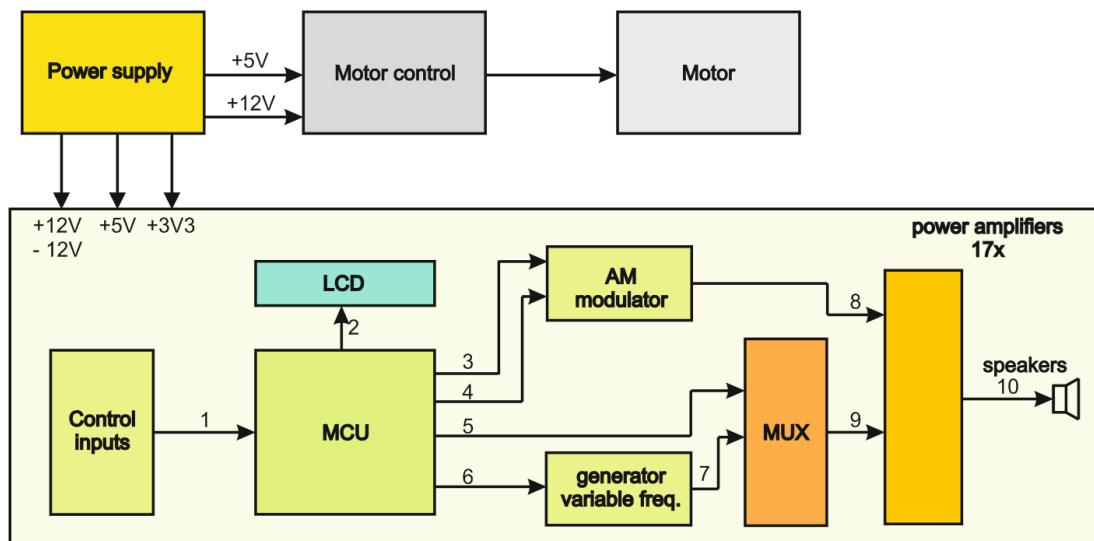 Power supply
+5V
+12V
Motor control
Motor
+12V
- 12V
+5V
+3V3
power amplifiers
17x
LCD
2
AM
modulator
8
3
4
5
6
Control
inputs
1
MCU
generator
variable freq.
7
MUX
9
speakers
10